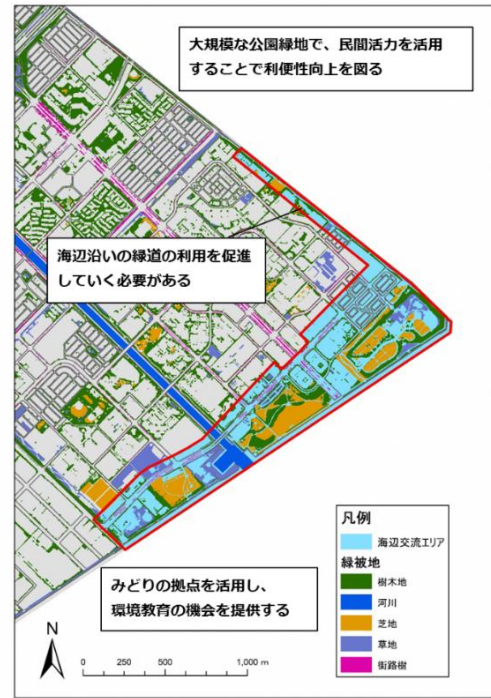 大規模な公園緑地で、民間活力を活用
することで利便性向上を図る
海辺沿いの緑道の利用を促進
していく必要がある
みどりの拠点を活用し、
環境教育の機会を提供する
凡例
海辺交流エリア
緑被地
樹木地
河川
芝地
草地
街路樹
N
0 250 500 1,000 m